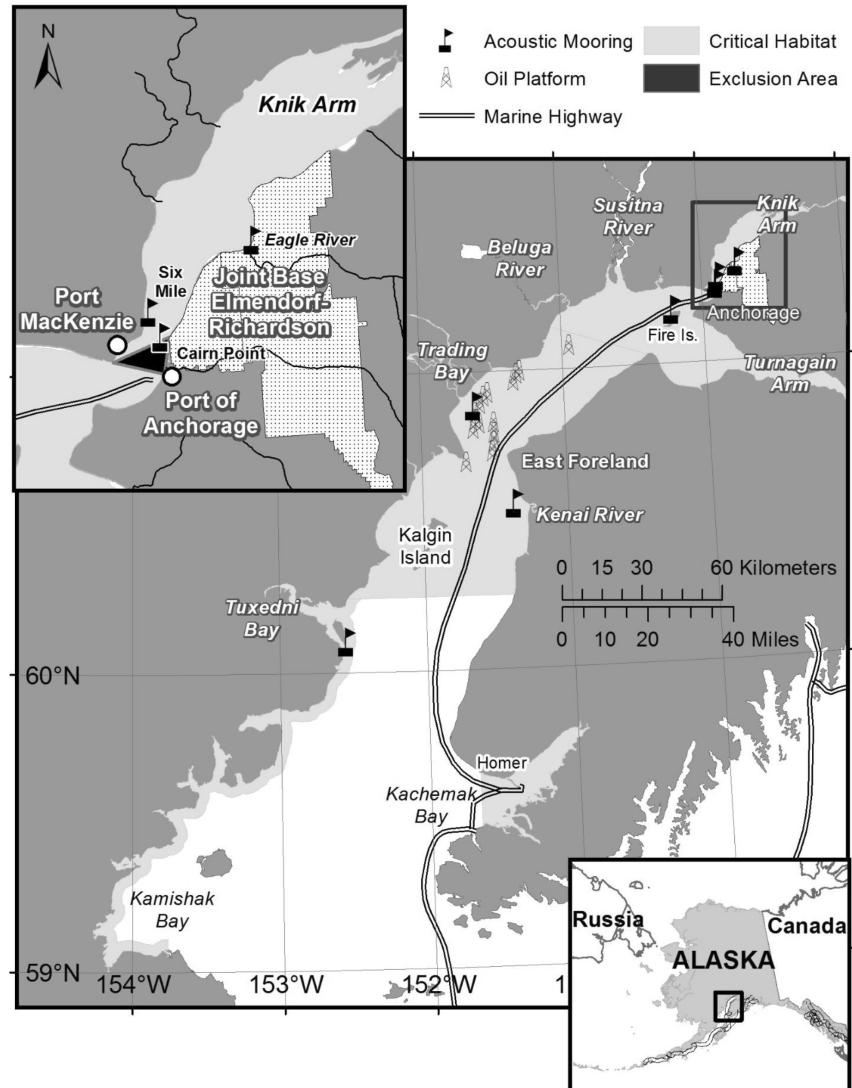 N
Knik Arm
Eagle River
Six
Mile
Joint Base
Elmendorf-
Richardson
Port
MacKenzie
Cairn Point
Port of
Anchorage
Acoustic Mooring
Critical Habitat
Oil Platform
Exclusion Area
Marine Highway
Susitna
River
Knik
Arm
Beluga
River
Anchorage
Fire Is.
Trading
Bay
Turnagain
Arm
East Foreland
Kenai River
Kalgin
Island
0 15 30 60 Kilometers
0 10 20 40 Miles
Tuxedni
Bay
60°N
Homer
Kachemak
Bay
Kamishak
Bay
59°N
154°W
153°W
152°W
1
Russia
Canada
ALASKA